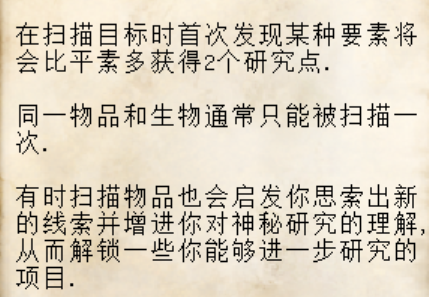 在扫描目标时首次发现某种要素将
会比平素多获得2个研究点.
同一物品和生物通常只能被扫描一
次.
有时扫描物品也会启发你思索出新
的线索并增进你对神秘研究的理解,
从而解锁一些你能够进一步研究的
项目.